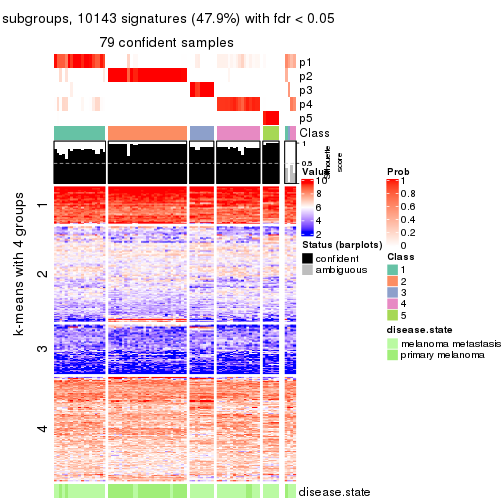 subgroups, 10143 signatures (47.9%) with fdr < 0.05
79 confident samples
p1
p2
p3
p4
p5
Class
1
0.5
silhouette
score
k-means with 4 groups
1
2
3
4
disease.state
Value
10
8
6
4
2
Status (barplots)
confident
ambiguous
Prob
1
0.8
0.6
0.4
0.2
0
Class
1
2
3
4
5
disease.state
melanoma metastasis
primary melanoma